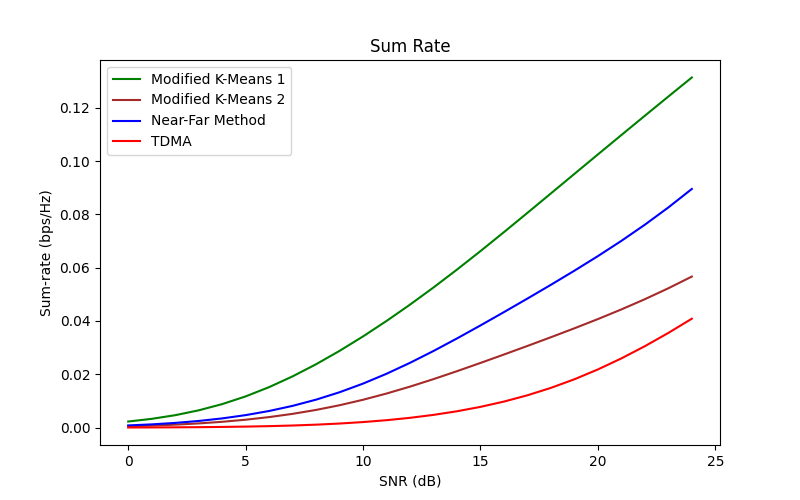 Sum Rate
Modified K-Means 1
Modified K-Means 2
Near-Far Method
TDMA
0.12
0.10
0.08
0.06
0.04
0.02
0.00
Sum-rate (bps/Hz)
0 5 10 15 20 25
SNR (dB)